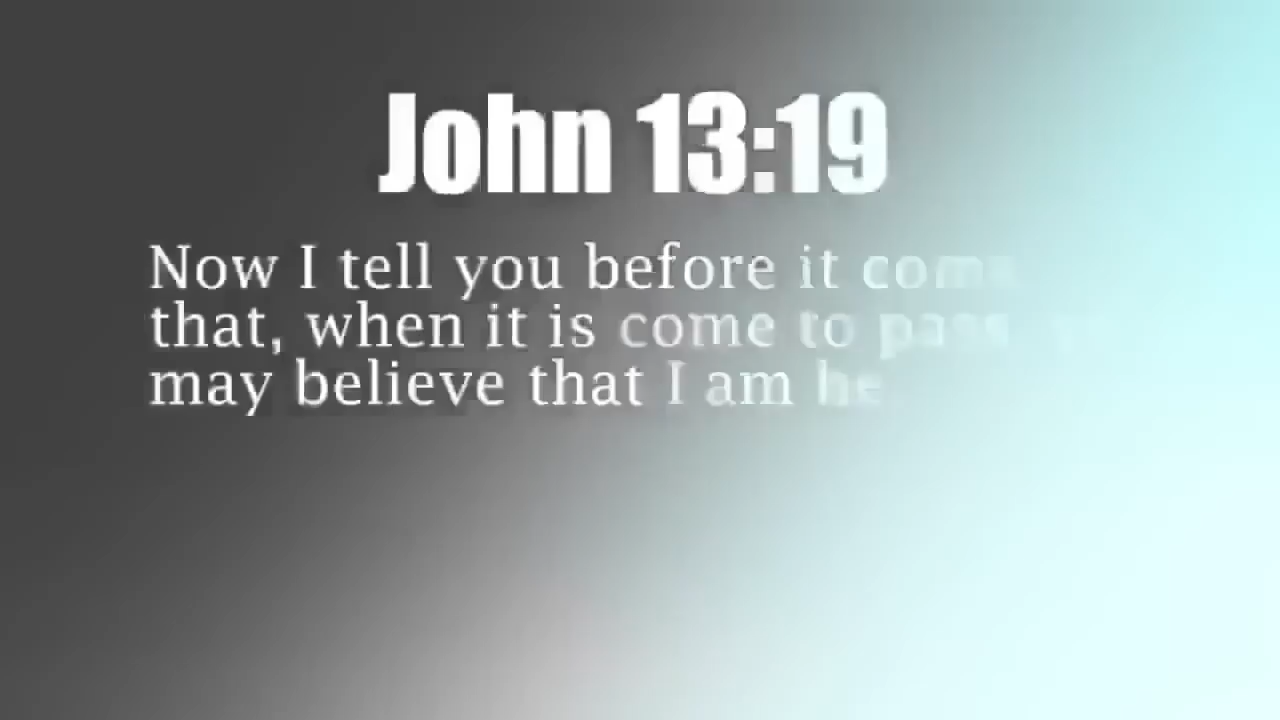 John 13:19
Now I tell you before it come
that, when it is come to pass
may believe that I am he